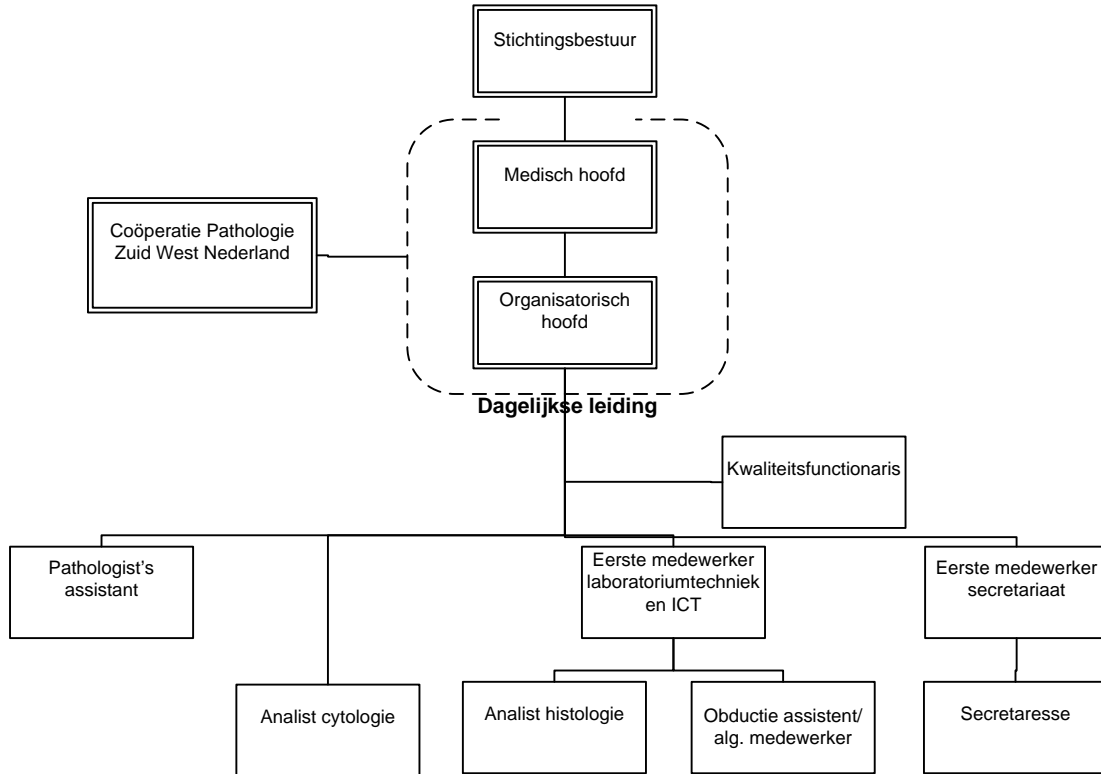 Stichtingsbestuur
Medisch hoofd
Coöperatie Pathologie
Zuid West Nederland
Organisatorisch
hoofd
Dagelijkse leiding
Kwaliteitsfunctionaris
Pathologist’s
assistant
Eerste medewerker
laboratoriumtechniek
en ICT
Eerste medewerker
secretariaat
Analist cytologie
Analist histologie
Obductie assistent/
alg. medewerker
Secretaresse